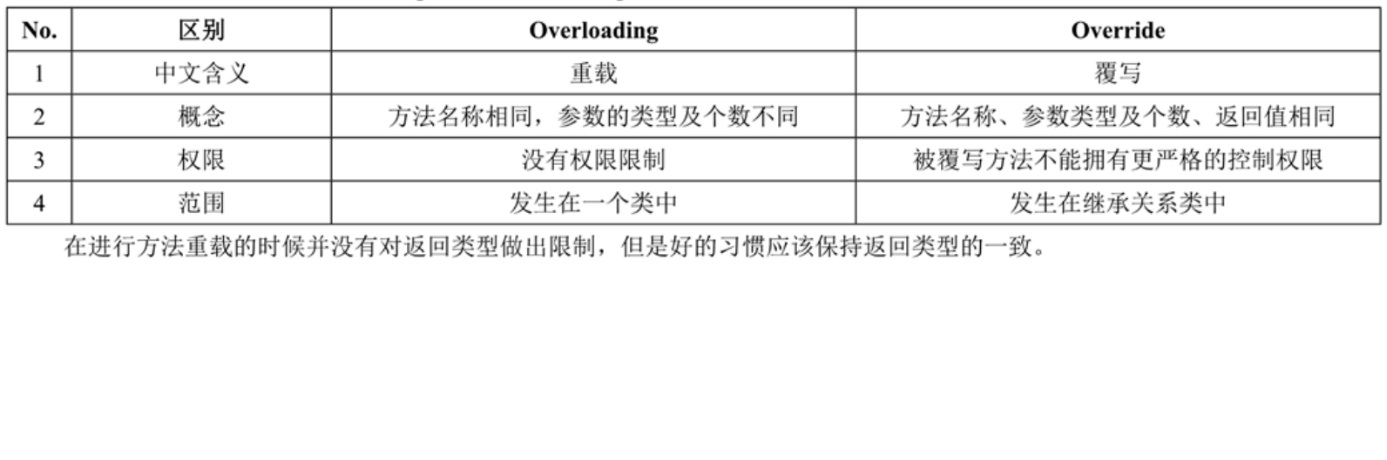 No. 区别 Overloading Override
1 中文含义 重载 覆写
2 概念 方法名称相同，参数的类型及个数不同 方法名称、参数类型及个数、返回值相同
3 权限 没有权限限制 被覆写方法不能拥有更严格的控制权限
4 范围 发生在一个类中 发生在继承关系类中
在进行方法重载的时候并没有对返回类型做出限制，但是好的习惯应该保持返回类型的一致。